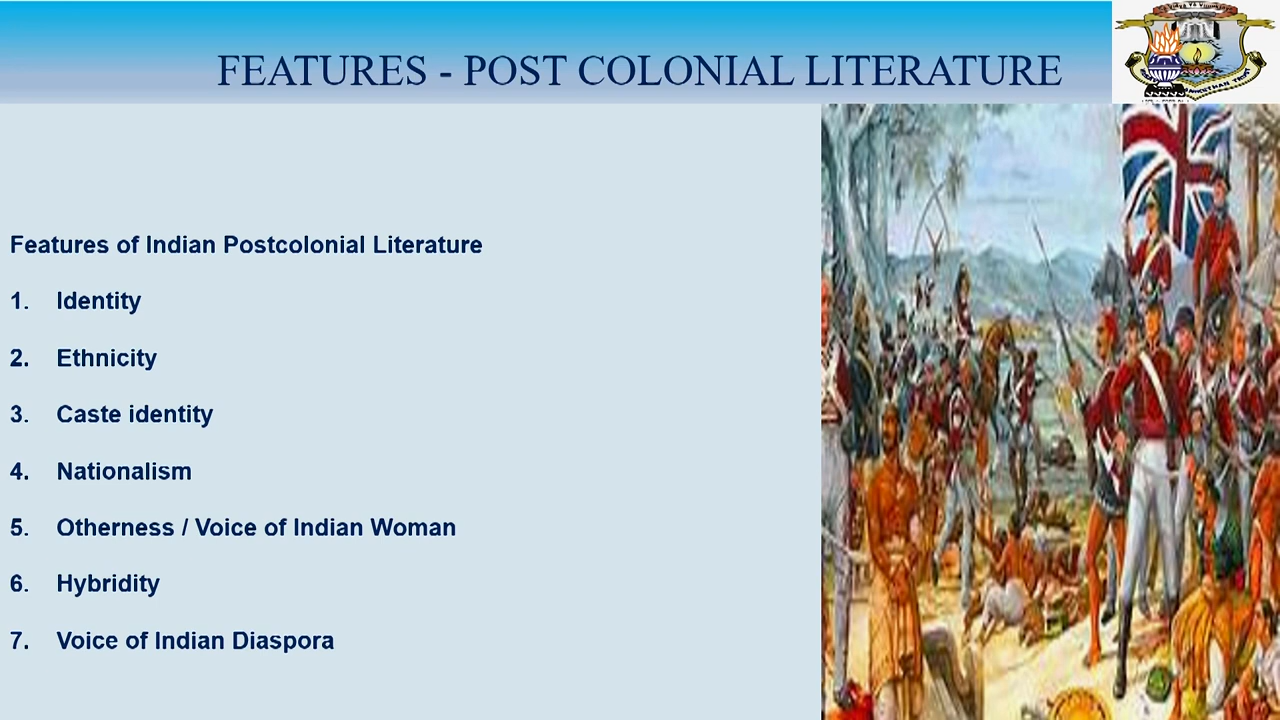 FEATURES - POST COLONIAL LITERATURE
Features of Indian Postcolonial Literature
1. Identity
2. Ethnicity
3. Caste identity
4. Nationalism
5. Otherness / Voice of Indian Woman
6. Hybridity
7. Voice of Indian Diaspora